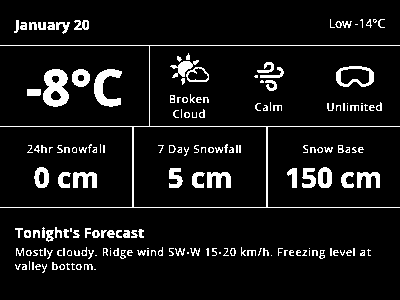 January 20
Low -14°C
-8°C
Broken
Cloud
Calm
Unlimited
24hr Snowfall
7 Day Snowfall
Snow Base
0 cm
5 cm
150 cm
Tonight's Forecast
Mostly cloudy. Ridge wind SW-W 15-20 km/h. Freezing level at
valley bottom.